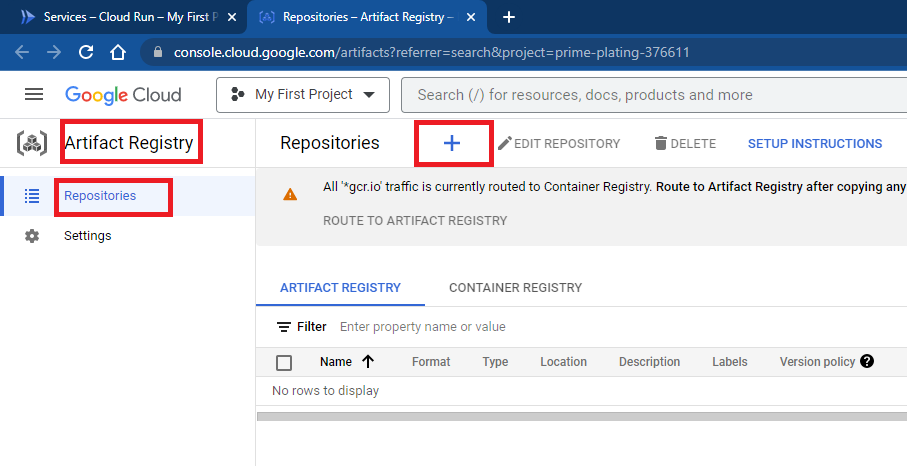 Services – Cloud Run – My First P
Repositories – Artifact Registry –
console.cloud.google.com/artifacts?referrer=search&project=prime-plating-376611
Google Cloud
My First Project
Search (/) for resources, docs, products and more
Artifact Registry
Repositories
EDIT REPOSITORY
DELETE
SETUP INSTRUCTIONS
Repositories
Settings
All '*gcr.io' traffic is currently routed to Container Registry. Route to Artifact Registry after copying any
ROUTE TO ARTIFACT REGISTRY
ARTIFACT REGISTRY
CONTAINER REGISTRY
Filter Enter property name or value
Name Format Type Location Description Labels Version policy
No rows to display